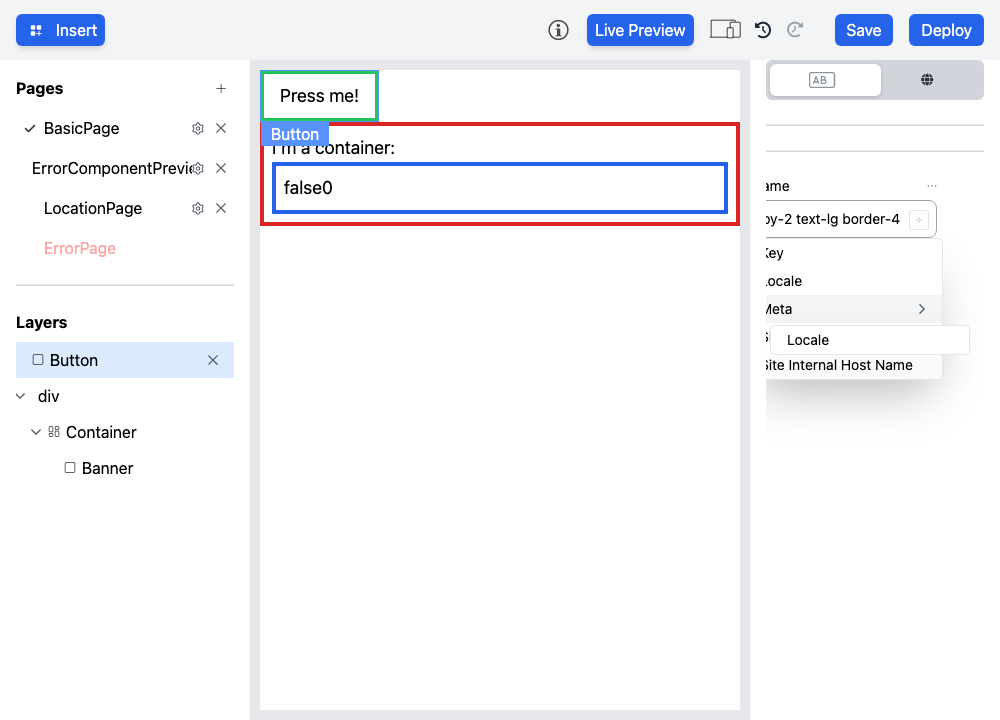 Insert
Live Preview
Save
Deploy
Pages
BasicPage
ErrorComponentPrevie
LocationPage
ErrorPage
Layers
Button
div
Container
Banner
Press me!
Button
I'm a container:
false0
AB
ame
py-2 text-lg border-4
Key
Locale
Meta
Locale
Site Internal Host Name